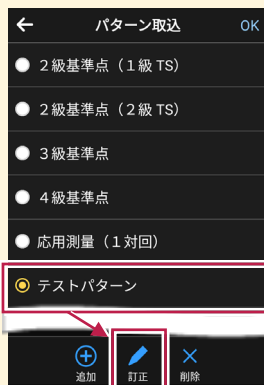 パターン取込 OK
２級基準点（１級 TS）
２級基準点（２級 TS）
３級基準点
４級基準点
応用測量（１対回）
テストパターン
追加 訂正 削除